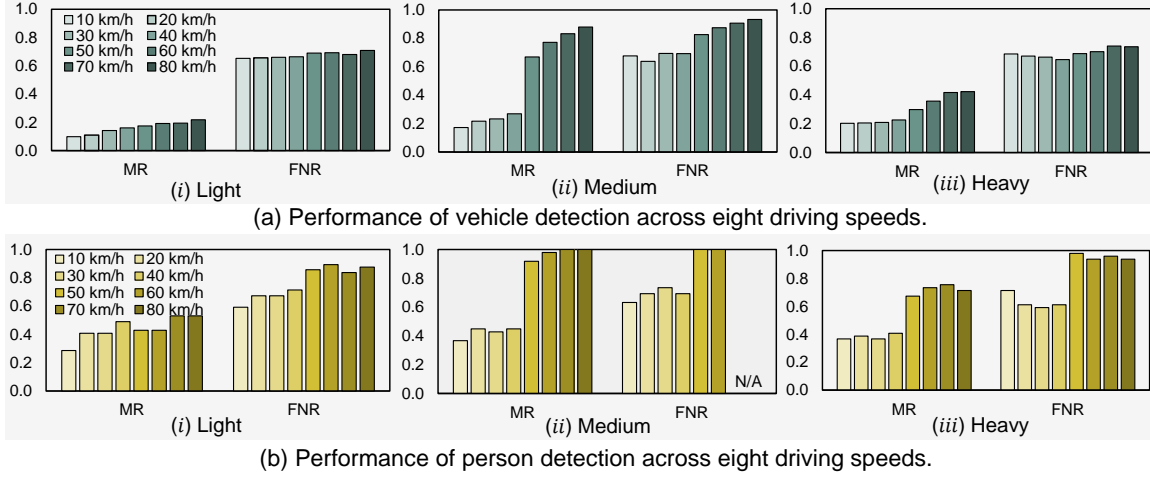 1.0 0.8 0.6 0.4 0.2 0.0
10 km/h 20 km/h
30 km/h 40 km/h
50 km/h 60 km/h
70 km/h 80 km/h
MR FNR
(i) Light
1.0 0.8 0.6 0.4 0.2 0.0
MR FNR
(ii) Medium
1.0 0.8 0.6 0.4 0.2 0.0
MR FNR
(iii) Heavy
(a) Performance of vehicle detection across eight driving speeds.
1.0 0.8 0.6 0.4 0.2 0.0
10 km/h 20 km/h
30 km/h 40 km/h
50 km/h 60 km/h
70 km/h 80 km/h
MR FNR
(i) Light
1.0 0.8 0.6 0.4 0.2 0.0
N/A
MR FNR
(ii) Medium
1.0 0.8 0.6 0.4 0.2 0.0
MR FNR
(iii) Heavy
(b) Performance of person detection across eight driving speeds.